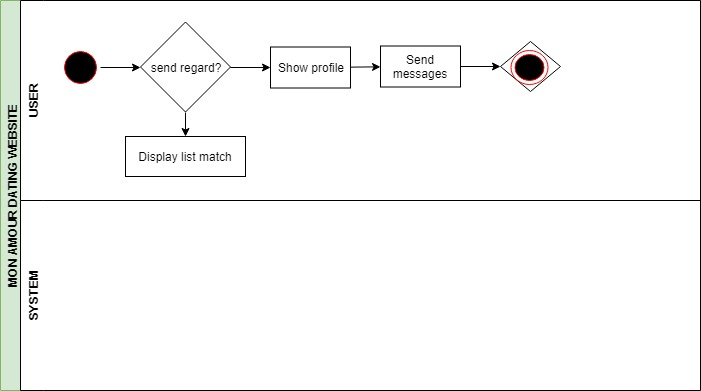 MON AMOUR DATING WEBSITE
USER
send regard?
Show profile
Send
messages
Display list match
SYSTEM